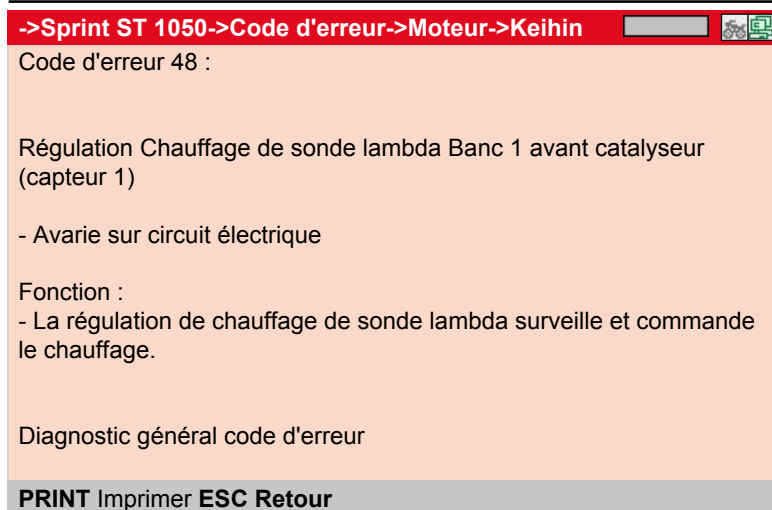 ->Sprint ST 1050->Code d'erreur->Moteur->Keihin
Code d'erreur 48 :
Régulation Chauffage de sonde lambda Banc 1 avant catalyseur
(capteur 1)
- Avarie sur circuit électrique
Fonction :
- La régulation de chauffage de sonde lambda surveille et commande
le chauffage.
Diagnostic général code d'erreur
PRINT Imprimer ESC Retour